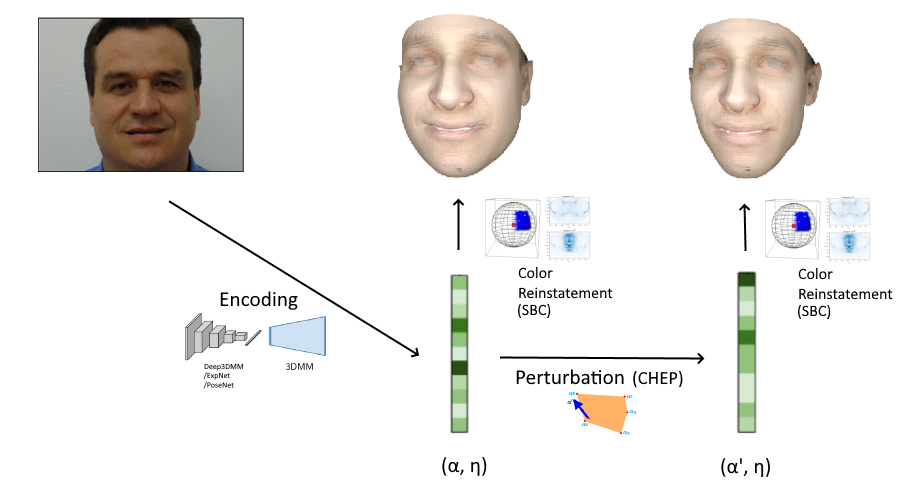 Encoding
Deep3DMM
/ExpNet
/PoseNet
3DMM
Color
Reinstatement
(SBC)
Color
Reinstatement
(SBC)
Perturbation (CHEP)
(α, η)
(α', η)